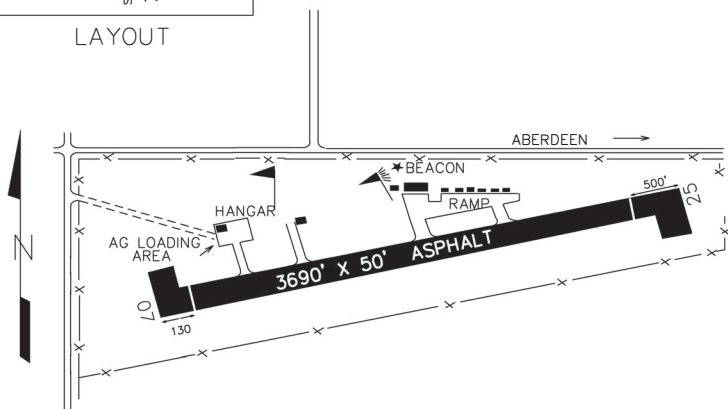 LAYOUT
ABERDEEN
BEACON
500'
25
RAMP
HANGAR
AG LOADING
AREA
3690' X 50' ASPHALT
N
07
130